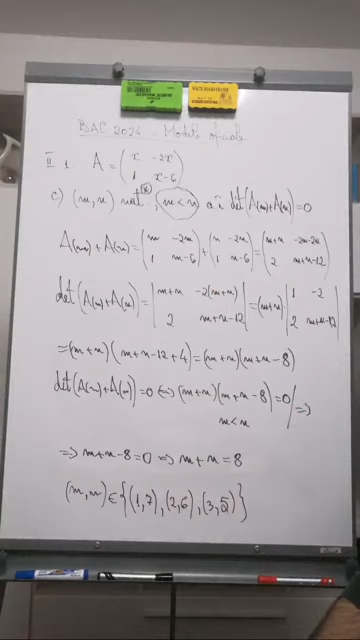 BAC 2024 - Modele oficiale
II 1. A = (x -2x
1 x-6)
c) (m,n) nat. (*), m<n a.î. det(A(m)+A(n))=0
A(m)+A(n) = (m -2m
1 m-6) + (n -2n
1 n-6) = (m+n -2m-2n
2 m+n-12)
det(A(m)+A(n)) = |m+n -2(m+n)
2 m+n-12| = (m+n) |1 -2
2 m+n-12|
= (m+n)(m+n-12+4) = (m+n)(m+n-8)
det(A(m)+A(n))=0 ⇔ (m+n)(m+n-8)=0 / ⇒
m<n
⇒ m+n-8=0 ⇒ m+n=8
(m,n) ∈ {(1,7),(2,6),(3,5)}